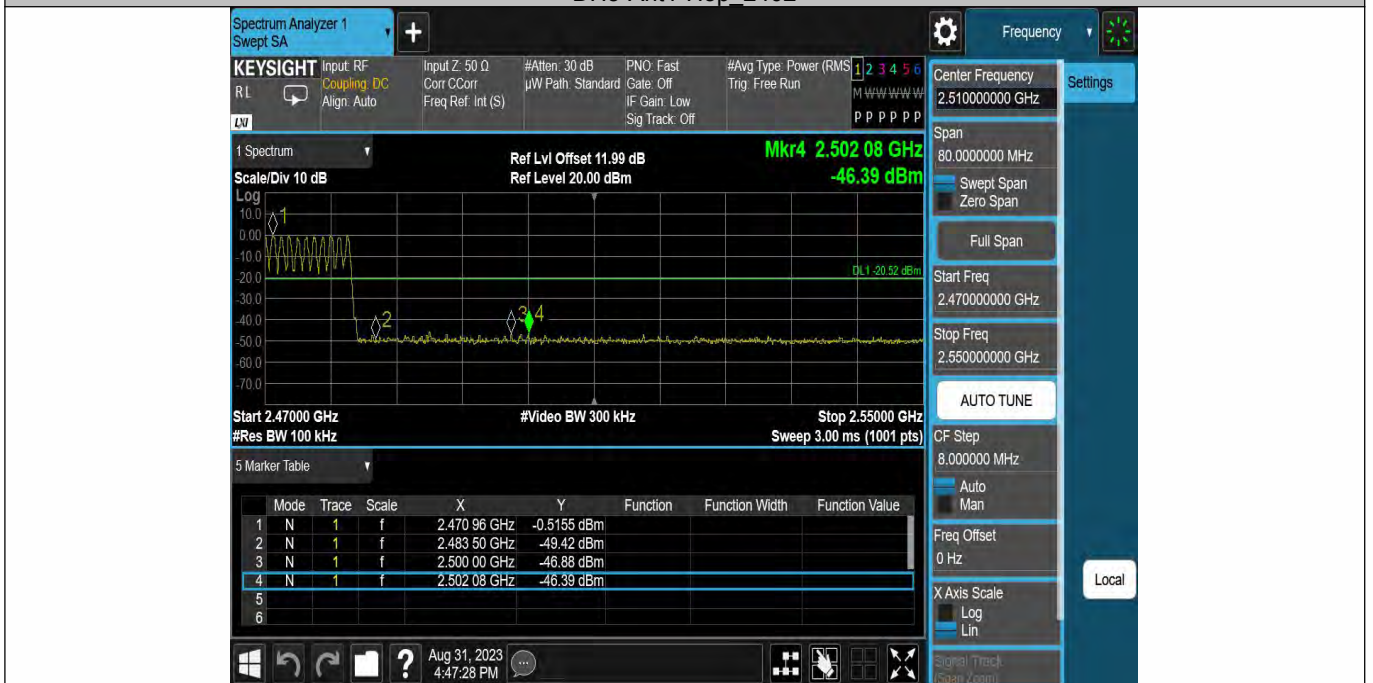 Spectrum Analyzer 1
Swept SA
+
Frequency
KEYSIGHT
RL
LXI
Input: RF
Coupling: DC
Align: Auto
Input Z: 50 Ω
Corr CCorr
Freq Ref: Int (S)
#Atten: 30 dB
µW Path: Standard
PNO: Fast
Gate: Off
IF Gain: Low
Sig Track: Off
#Avg Type: Power (RMS
Trig: Free Run
1 2 3 4 5 6
M W W W W W
P P P P P P
1 Spectrum
Scale/Div 10 dB
Ref Lvl Offset 11.99 dB
Ref Level 20.00 dBm
Mkr4 2.502 08 GHz
-46.39 dBm
Log
10.0
0.00
-10.0
-20.0
-30.0
-40.0
-50.0
-60.0
-70.0
1
2
3
4
DL1 -20.52 dBm
Start 2.47000 GHz
#Res BW 100 kHz
#Video BW 300 kHz
Stop 2.55000 GHz
Sweep 3.00 ms (1001 pts)
5 Marker Table
Mode Trace Scale X Y Function Function Width Function Value
1 N 1 f 2.470 96 GHz -0.5155 dBm
2 N 1 f 2.483 50 GHz -49.42 dBm
3 N 1 f 2.500 00 GHz -46.88 dBm
4 N 1 f 2.502 08 GHz -46.39 dBm
5
6
Center Frequency
2.510000000 GHz
Settings
Span
80.0000000 MHz
Swept Span
Zero Span
Full Span
Start Freq
2.470000000 GHz
Stop Freq
2.550000000 GHz
AUTO TUNE
CF Step
8.000000 MHz
Auto
Man
Freq Offset
0 Hz
X Axis Scale
Log
Lin
Signal Track
(Span Zoom)
Local
?
Aug 31, 2023
4:47:28 PM